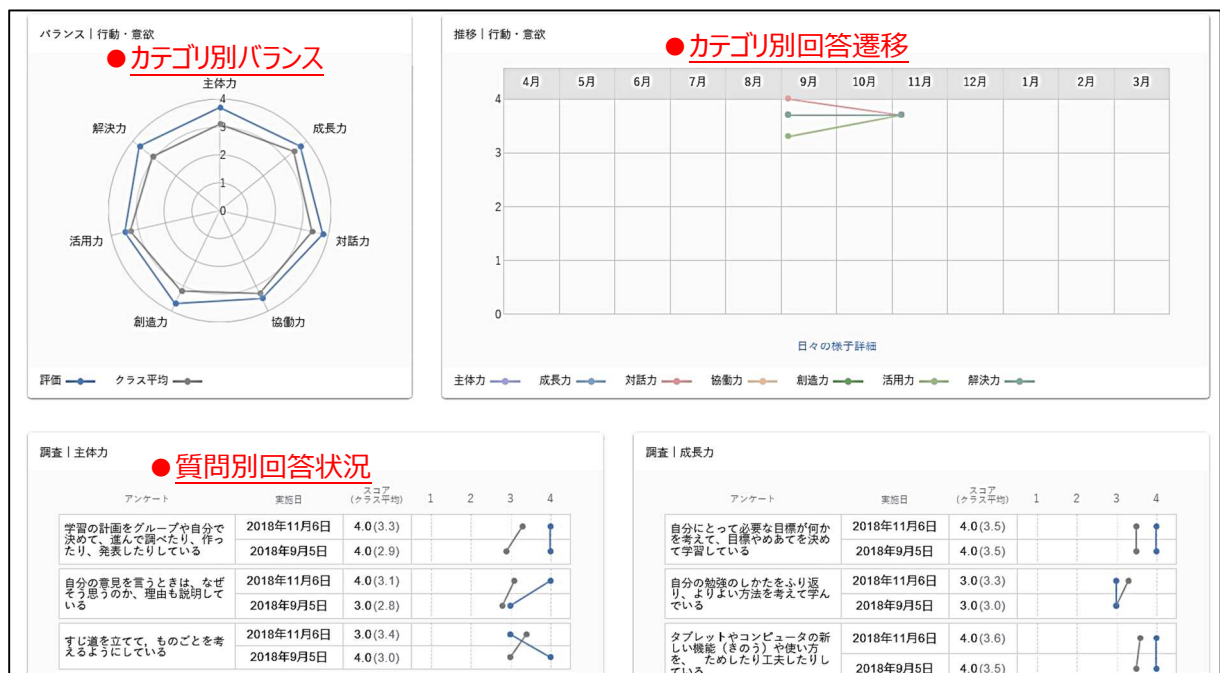 バランス｜行動・意欲
●カテゴリ別バランス
主体力
4
3
2
1
0
成長力
対話力
協働力
創造力
活用力
解決力
評価
クラス平均
推移｜行動・意欲
●カテゴリ別回答遷移
4月 5月 6月 7月 8月 9月 10月 11月 12月 1月 2月 3月
4
3
2
1
0
日々の様子詳細
主体力 成長力 対話力 協働力 創造力 活用力 解決力
調査｜主体力
●質問別回答状況
アンケート 実施日 スコア
(クラス平均) 1 2 3 4
学習の計画をグループや自分で
決めて、進んで調べたり、作っ
たり、発表したりしている
2018年11月6日 4.0(3.3)
2018年9月5日 4.0(2.9)
自分の意見を言うときは、なぜ
そう思うのか、理由も説明して
いる
2018年11月6日 4.0(3.1)
2018年9月5日 3.0(2.8)
すじ道を立てて，ものごとを考
えるようにしている
2018年11月6日 3.0(3.4)
2018年9月5日 4.0(3.0)
調査｜成長力
アンケート 実施日 スコア
(クラス平均) 1 2 3 4
自分にとって必要な目標が何か
を考えて、目標やめあてを決め
て学習している
2018年11月6日 4.0(3.5)
2018年9月5日 4.0(3.5)
自分の勉強のしかたをふり返
り、よりよい方法を考えて学ん
でいる
2018年11月6日 3.0(3.3)
2018年9月5日 3.0(3.0)
タブレットやコンピュータの新
しい機能（きのう）や使い方
を、 ためしたり工夫したりし
ている
2018年11月6日 4.0(3.6)
2018年9月5日 4.0(3.5)